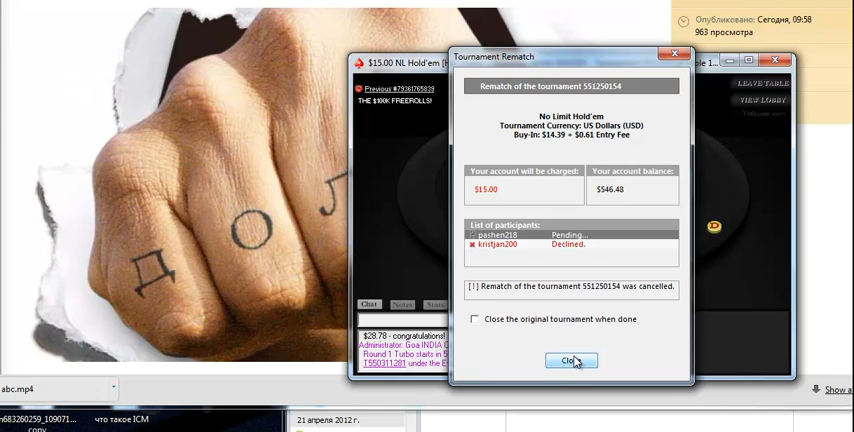 Опубликовано: Сегодня, 09:58
963 просмотра
Д
О
Л
$15.00 NL Hold'em
Tournament Rematch
Previous #79361765839
THE $100K FREEROLLS!
LEAVE TABLE
VIEW LOBBY
Rematch of the tournament 551250154
No Limit Hold'em
Tournament Currency: US Dollars (USD)
Buy-In: $14.39 + $0.61 Entry Fee
Your account will be charged:
Your account balance:
$15.00
$546.48
List of participants:
pashen218 Pending...
kristjan200 Declined.
[!] Rematch of the tournament 551250154 was cancelled.
Close the original tournament when done
Chat
Notes
Stats
$28.78 - congratulations!
Administrator: Goa INDIA
Round 1 Turbo starts in 5
T550311281 under the E
D
abc.mp4
Show a
n683260259_109071...
copy
что такое ICM
21 апреля 2012 г.